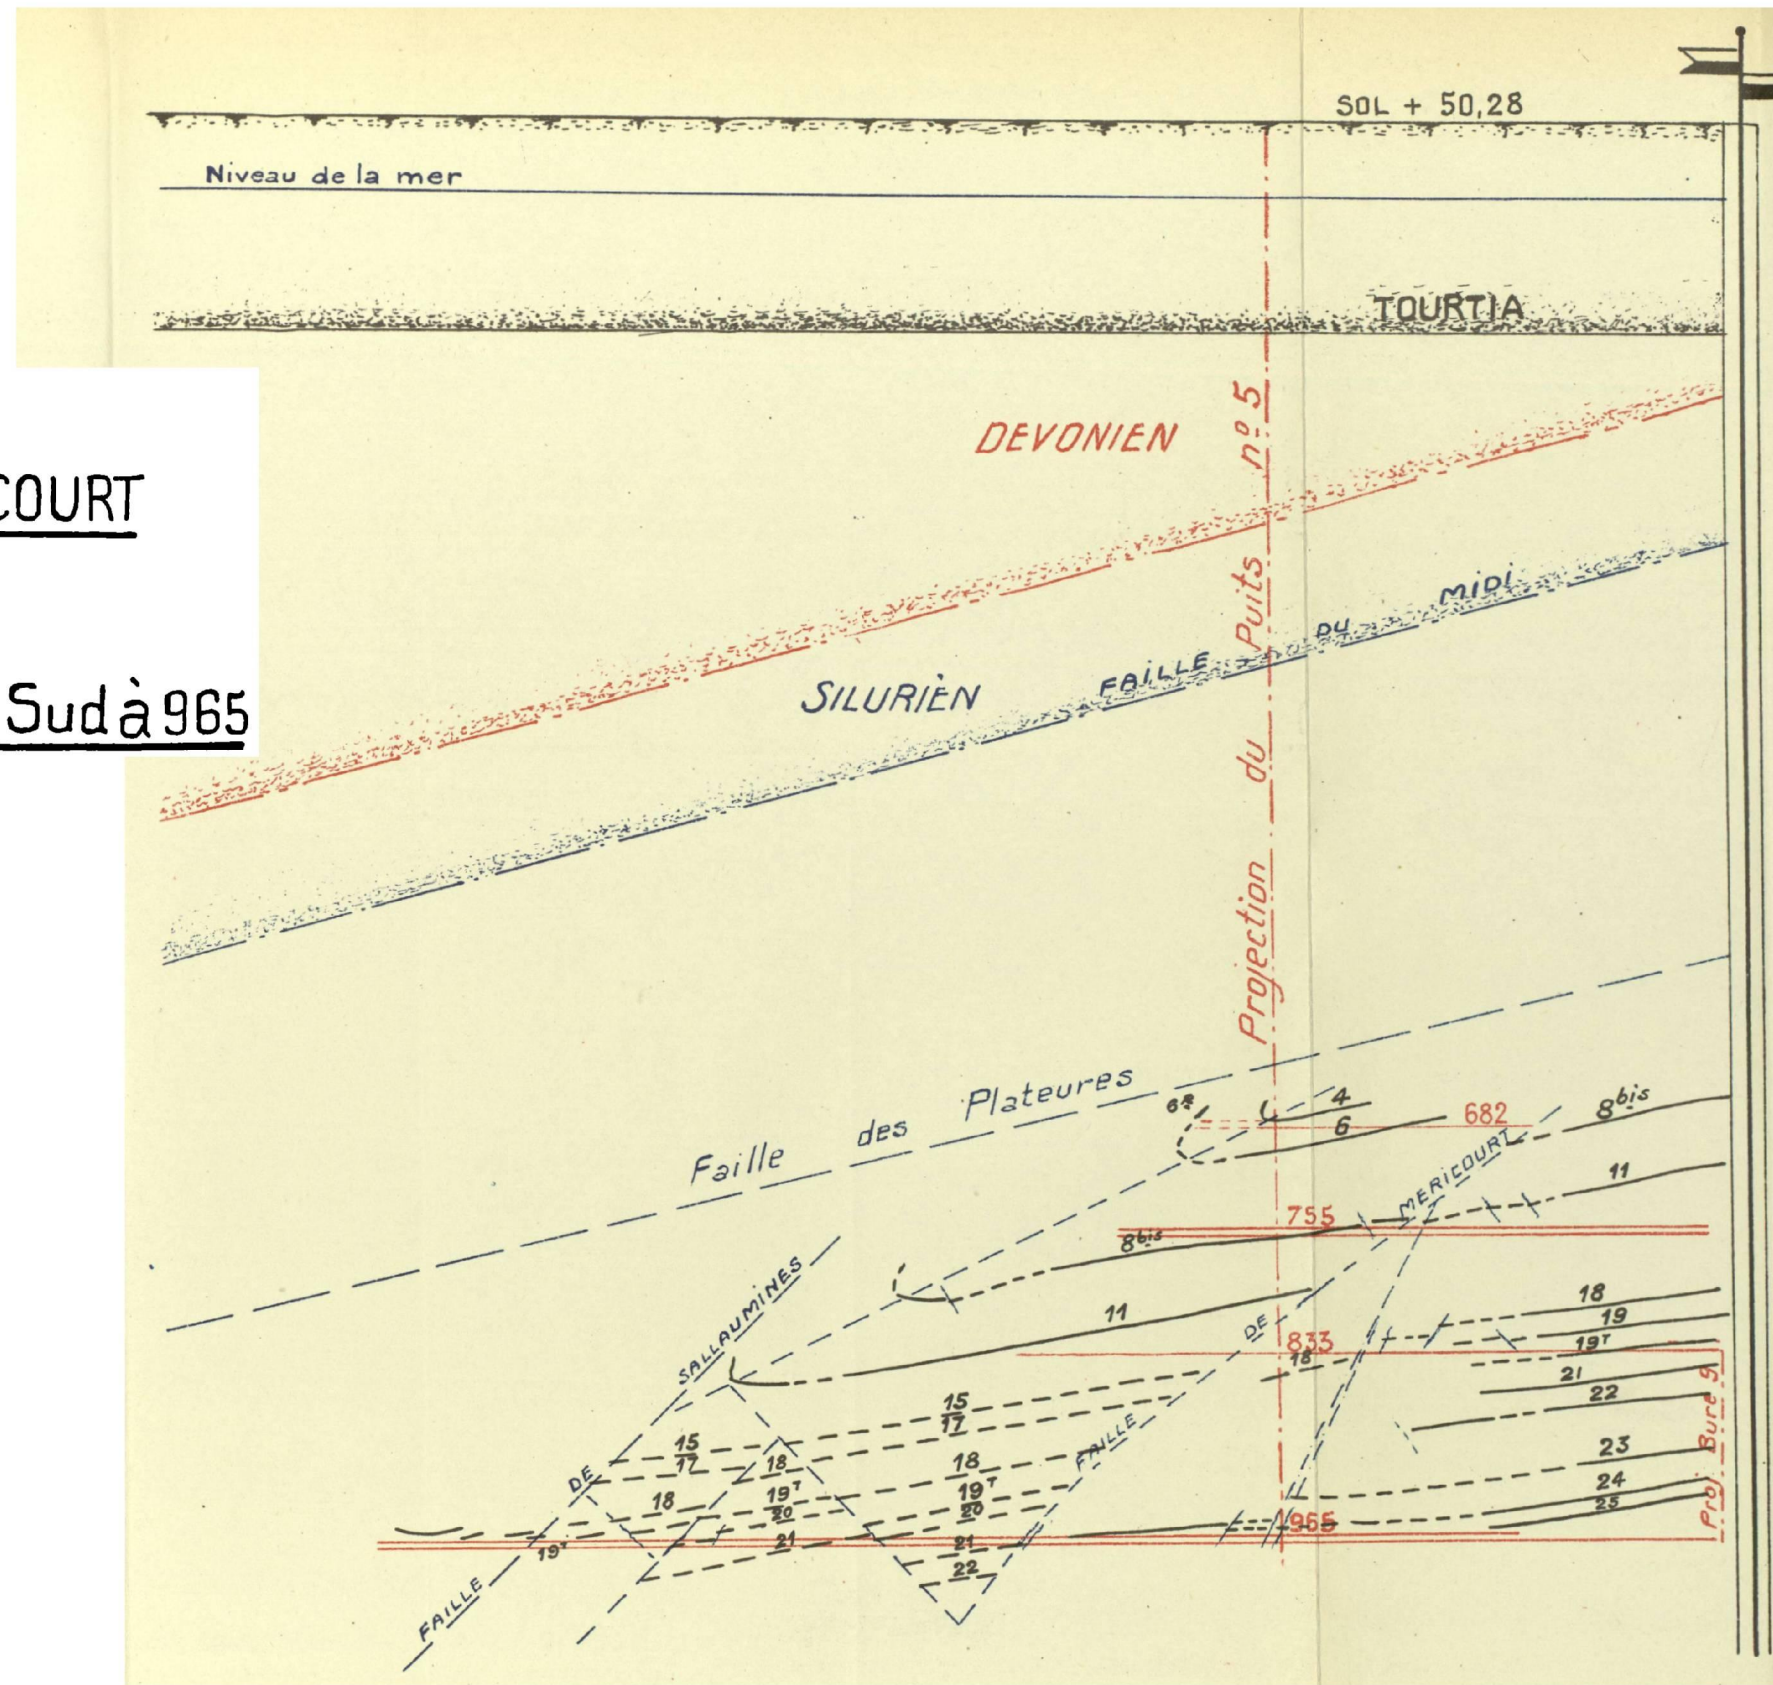 SOL + 50,28
Niveau de la mer
TOURTIA
DEVONIEN
COURT
Sud à 965
SILURIÈN
FAILLE DU MIDI
Projection du Puits nº 5
Faille des Plateures
4
6
682
8bis
MERICOURT
11
755
8bis
SALLAUMINES
11
DE
833
18
18
19
19T
21
22
15
17
15
17
18
18
FAILLE
DE
18
19T
20
19T
20
23
24
25
965
19T
21
21
22
FAILLE
Proj. Bure 9